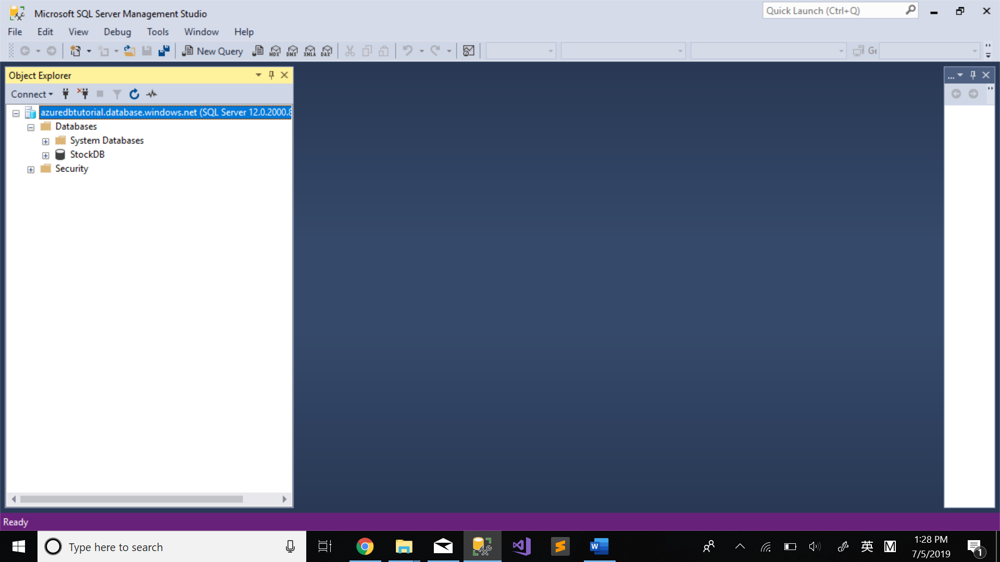 Microsoft SQL Server Management Studio
Quick Launch (Ctrl+Q)
File Edit View Debug Tools Window Help
New Query MDX DMX XMLA DAX Ge
Object Explorer
...
Connect
azuredbtutorial.database.windows.net (SQL Server 12.0.2000.8
Databases
System Databases
StockDB
Security
Ready
Type here to search
英 M
1:28 PM
7/5/2019
1